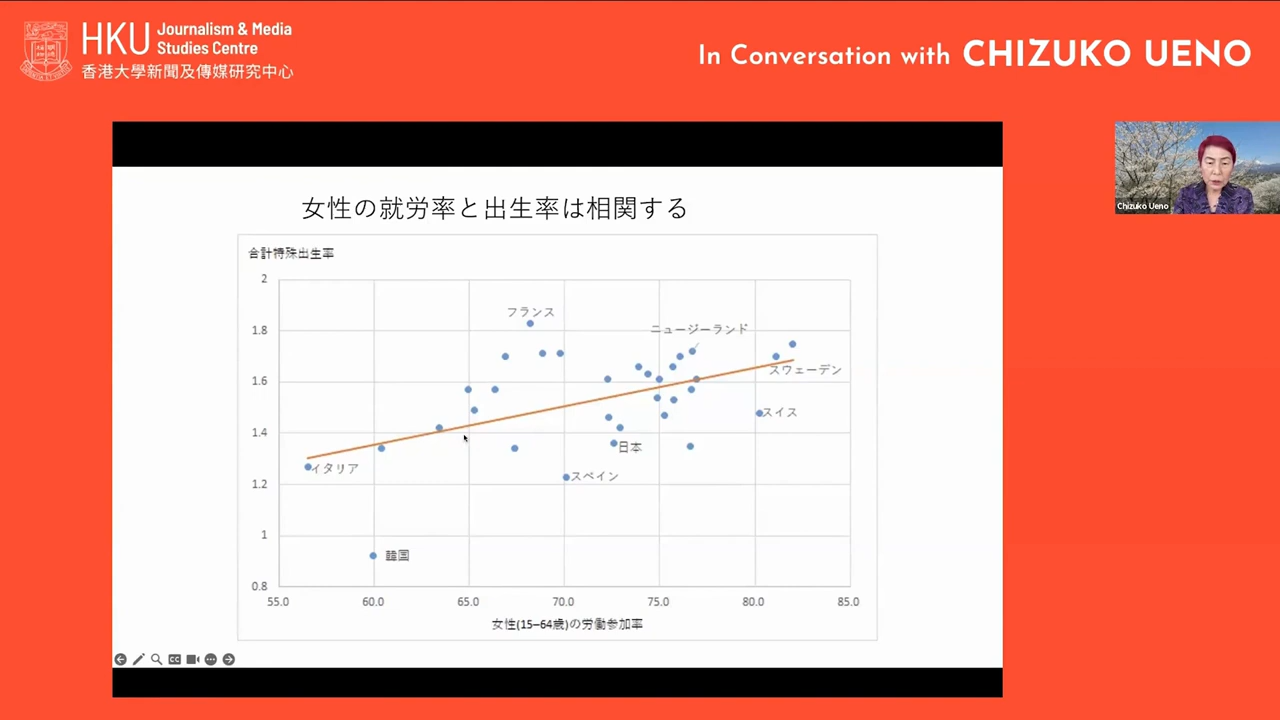 HKU
Journalism & Media
Studies Centre
香港大學新聞及傳媒研究中心
In Conversation with CHIZUKO UENO
女性の就労率と出生率は相関する
合計特殊出生率
2
1.8
1.6
1.4
1.2
1
0.8
フランス
ニュージーランド
スウェーデン
スイス
日本
イタリア
スペイン
韓国
55.0 60.0 65.0 70.0 75.0 80.0 85.0
女性(15–64歳)の労働参加率
CC
Chizuko Ueno